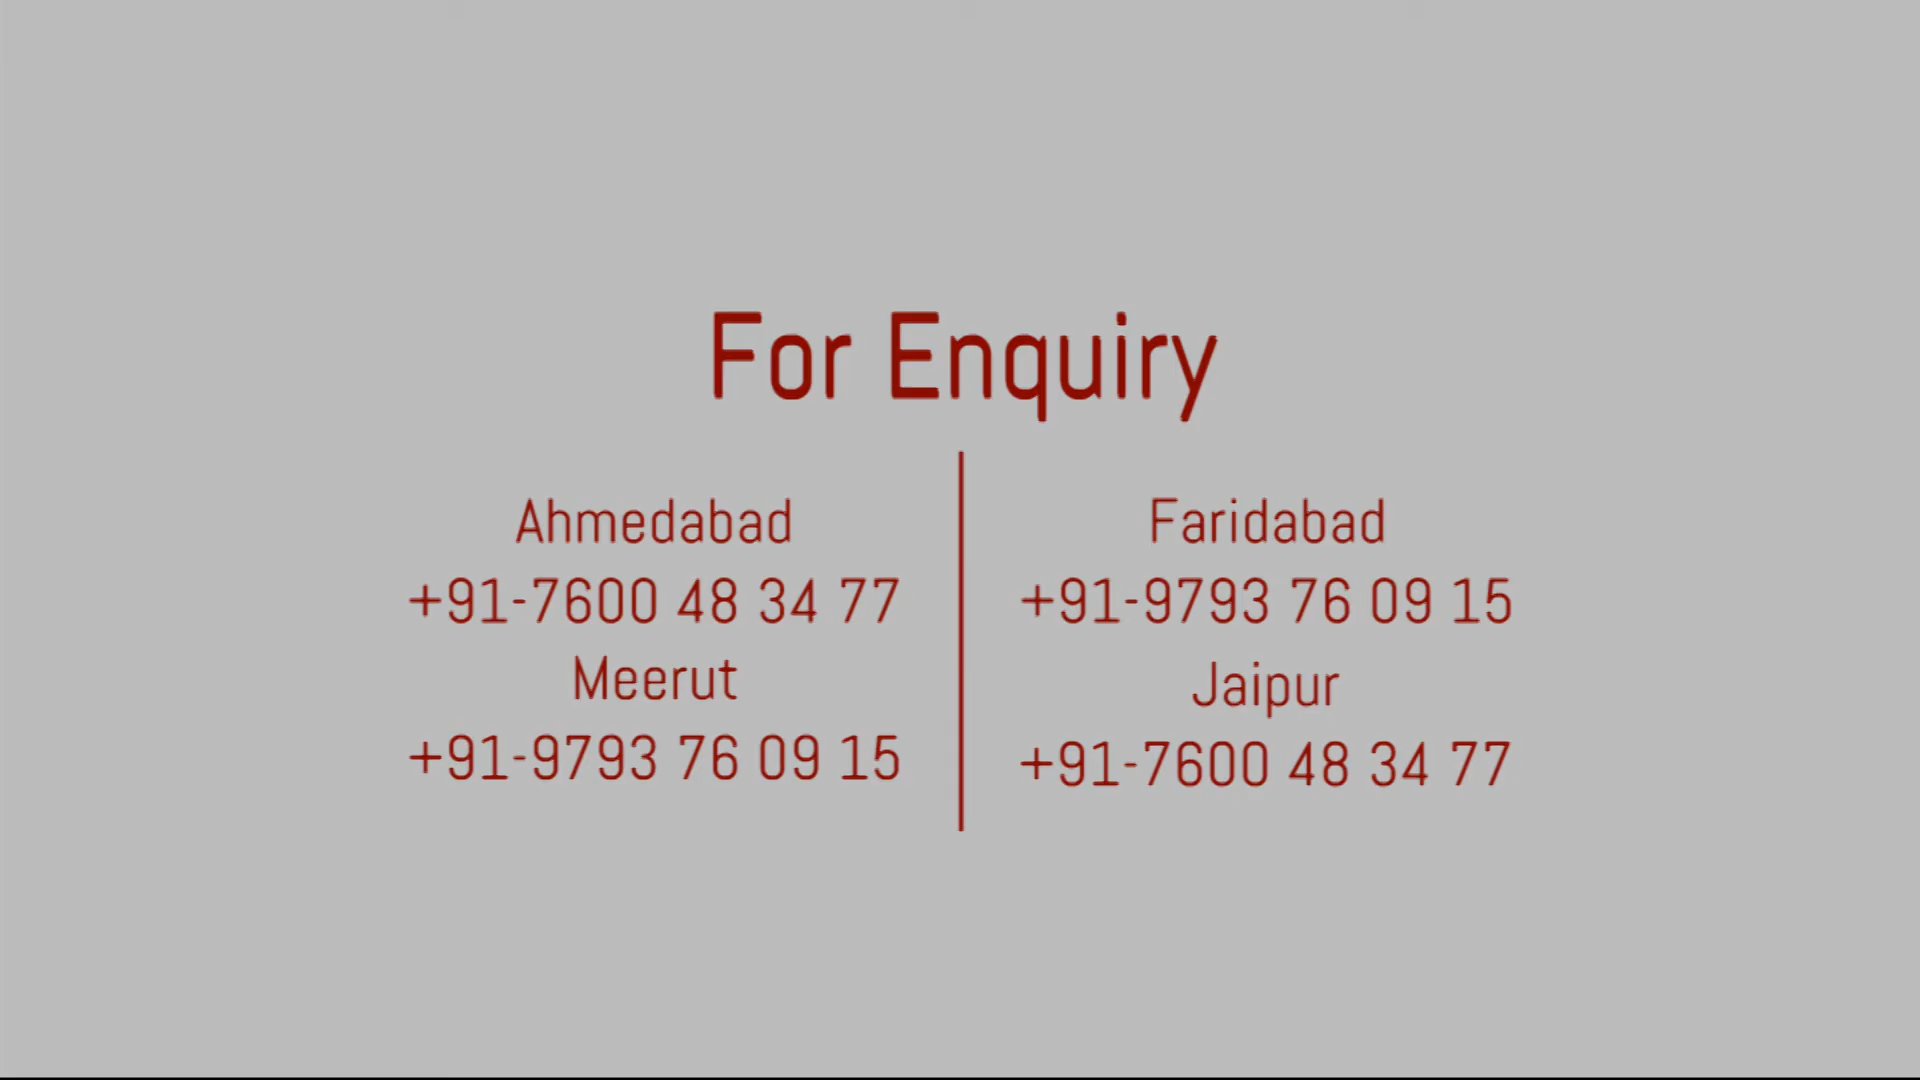 For Enquiry
Ahmedabad
+91-7600 48 34 77
Meerut
+91-9793 76 09 15
Faridabad
+91-9793 76 09 15
Jaipur
+91-7600 48 34 77